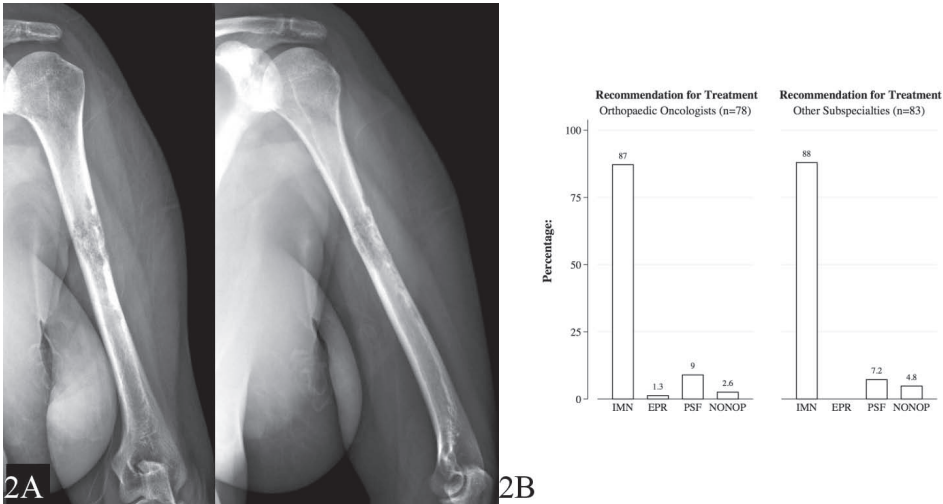 2A
2B
Recommendation for Treatment
Orthopaedic Oncologists (n=78)
Percentage:
100
75
50
25
0
87
1.3
9
2.6
IMN EPR PSF NONOP
Recommendation for Treatment
Other Subspecialties (n=83)
88
7.2
4.8
IMN EPR PSF NONOP